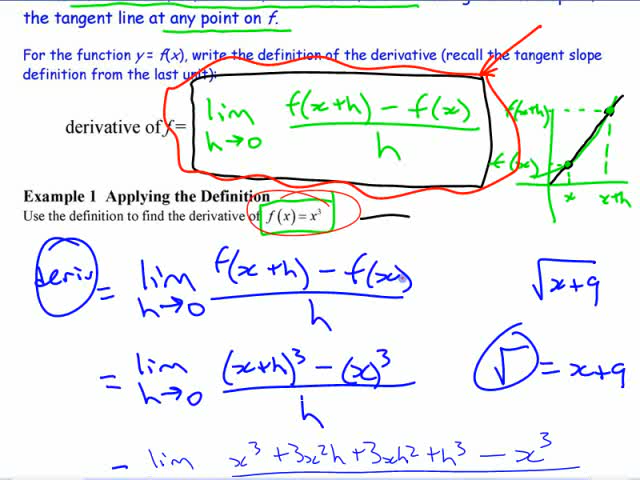 the tangent line at any point on f.
For the function y = f(x), write the definition of the derivative (recall the tangent slope
definition from the last unit):
derivative of f = lim h→0 f(x+h) − f(x) / h
f(x+h)
f(x)
x x+h
Example 1 Applying the Definition
Use the definition to find the derivative of f(x) = x³
deriv = lim h→0 f(x+h) − f(x) / h
√x+9
= lim h→0 (x+h)³ − (x)³ / h
√ = x+9
= lim x³ + 3x²h + 3xh² + h³ − x³